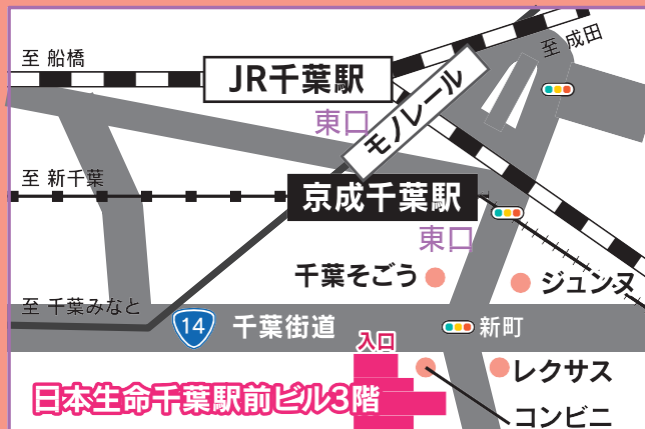 至 船橋
JR千葉駅
至 成田
モノレール
東口
至 新千葉
京成千葉駅
東口
千葉そごう
ジュンヌ
至 千葉みなと
14
千葉街道
新町
入口
レクサス
日本生命千葉駅前ビル3階
コンビニ